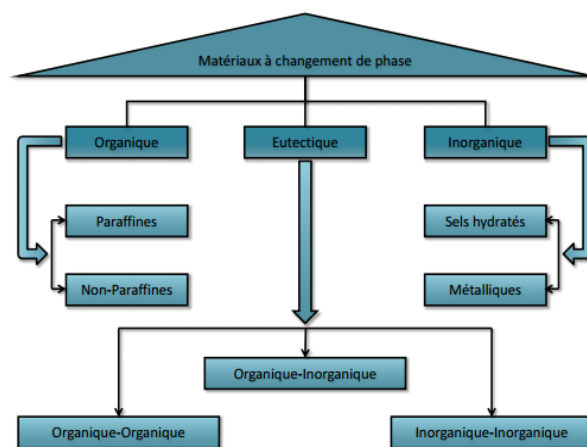 Matériaux à changement de phase
Organique
Eutectique
Inorganique
Paraffines
Sels hydratés
Non-Paraffines
Métalliques
Organique-Inorganique
Organique-Organique
Inorganique-Inorganique